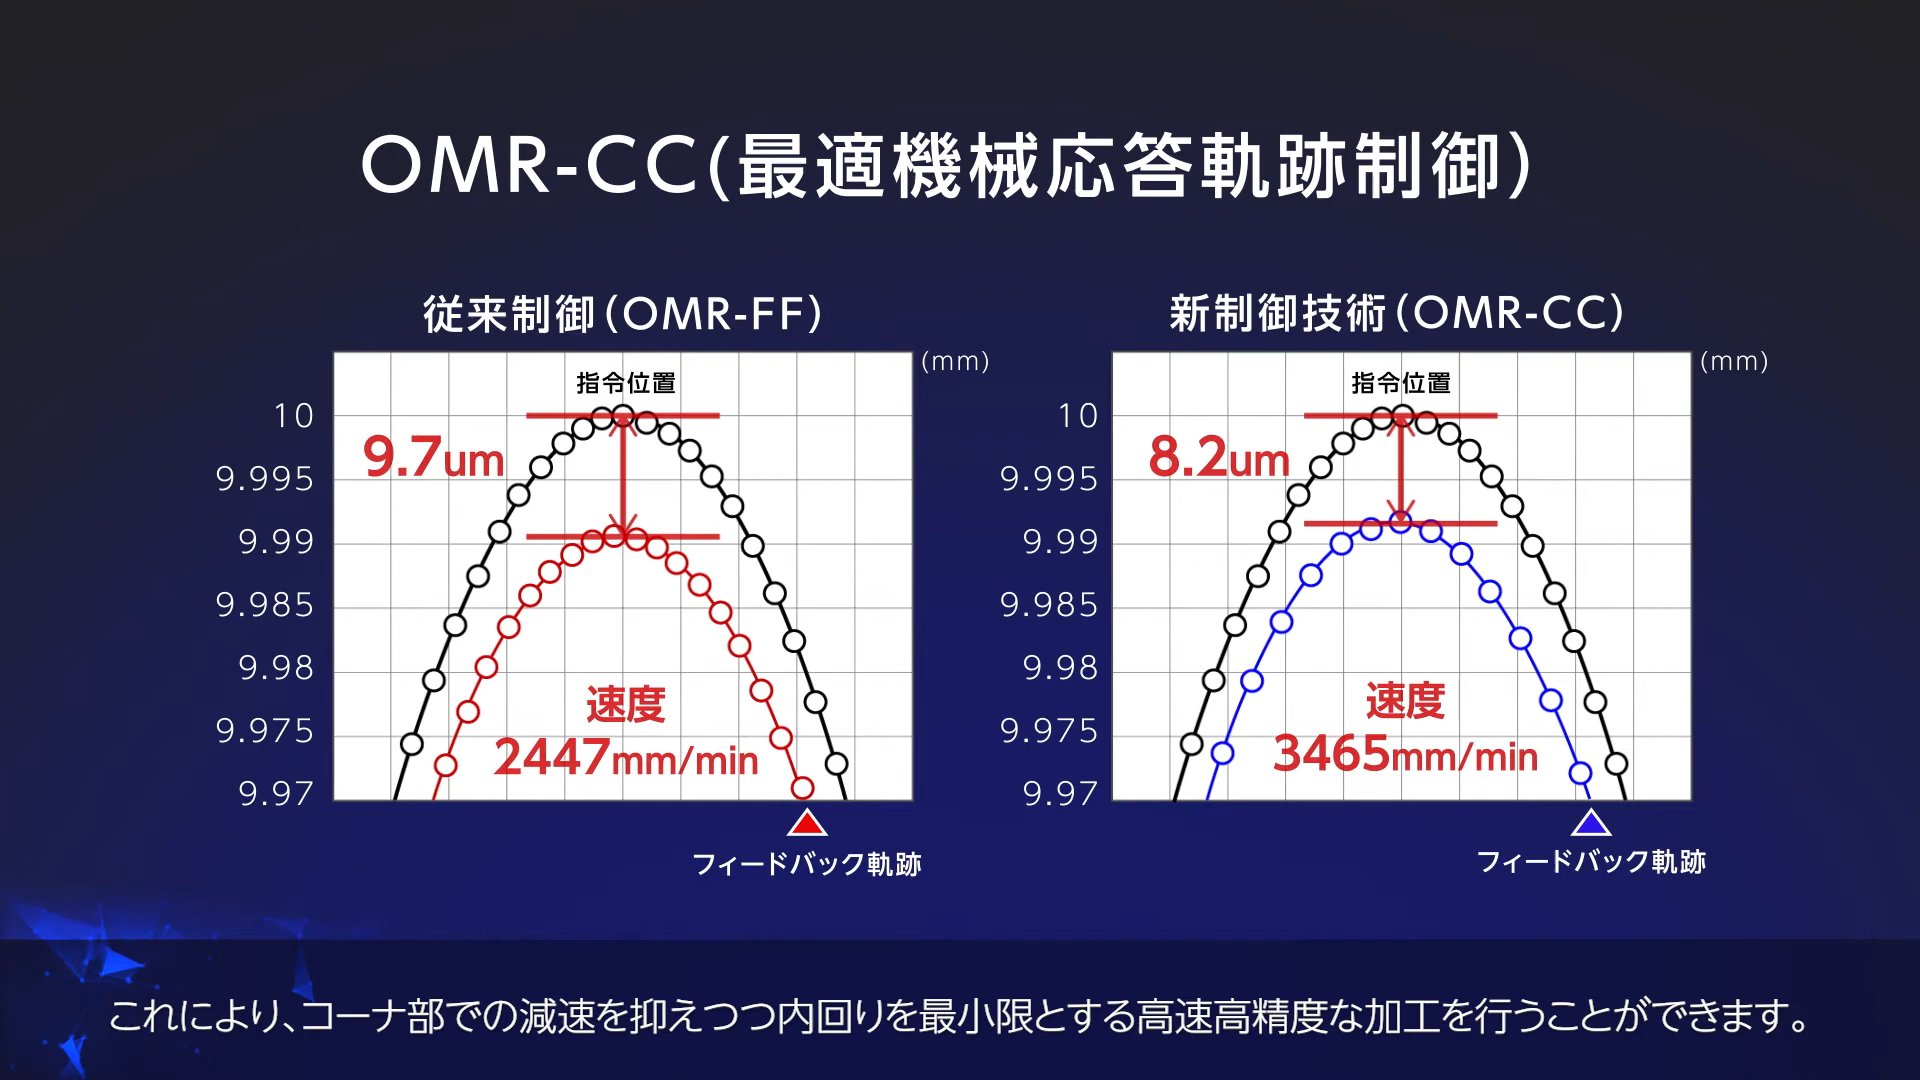 OMR-CC(最適機械応答軌跡制御)
従来制御(OMR-FF)
(mm)
指令位置
10
9.995
9.99
9.985
9.98
9.975
9.97
9.7um
速度
2447mm/min
フィードバック軌跡
新制御技術(OMR-CC)
(mm)
指令位置
10
9.995
9.99
9.985
9.98
9.975
9.97
8.2um
速度
3465mm/min
フィードバック軌跡
これにより、コーナ部での減速を抑えつつ内回りを最小限とする高速高精度な加工を行うことができます。